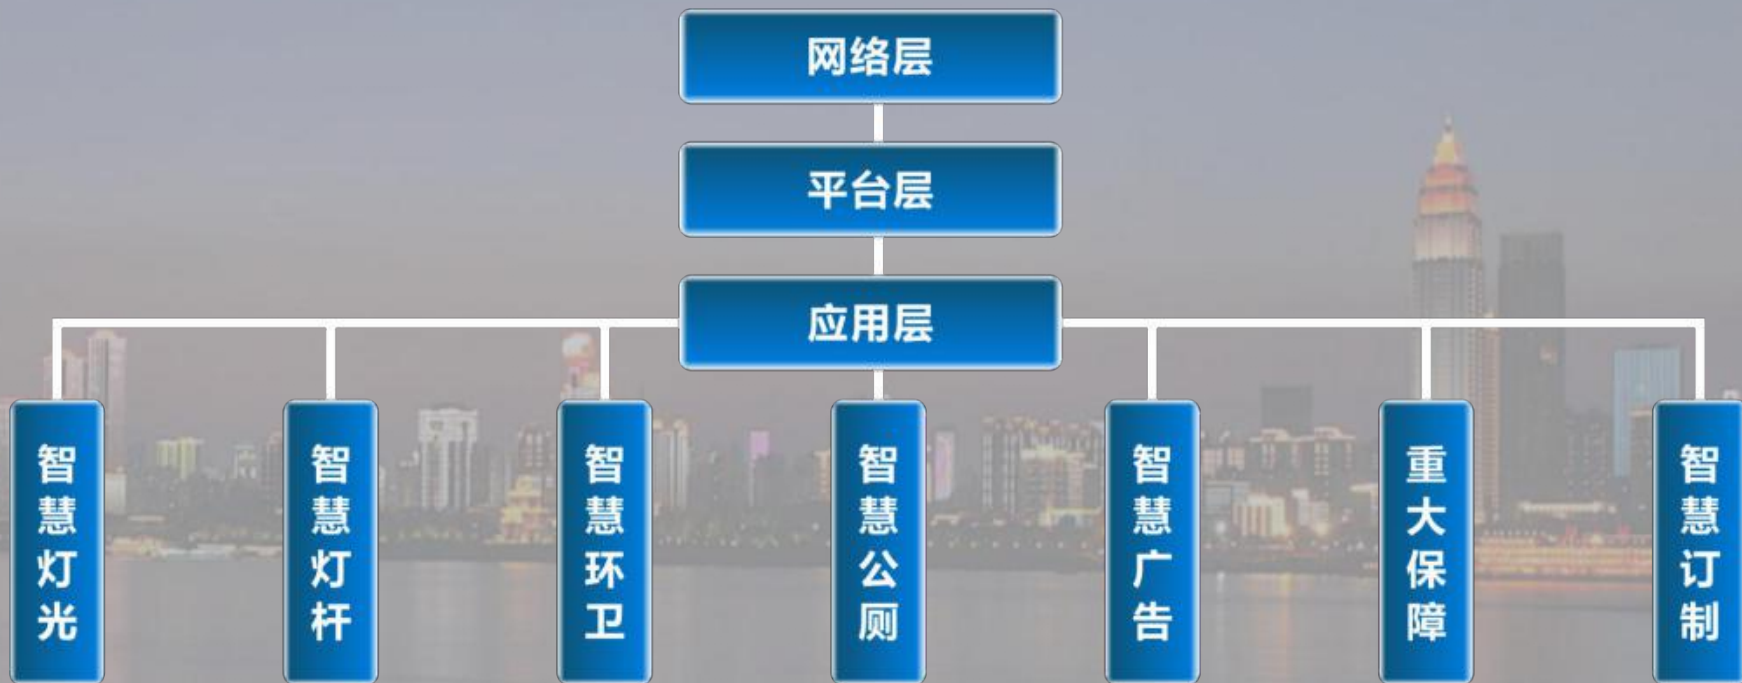 网络层
平台层
应用层
智慧灯光
智慧灯杆
智慧环卫
智慧公厕
智慧广告
重大保障
智慧订制